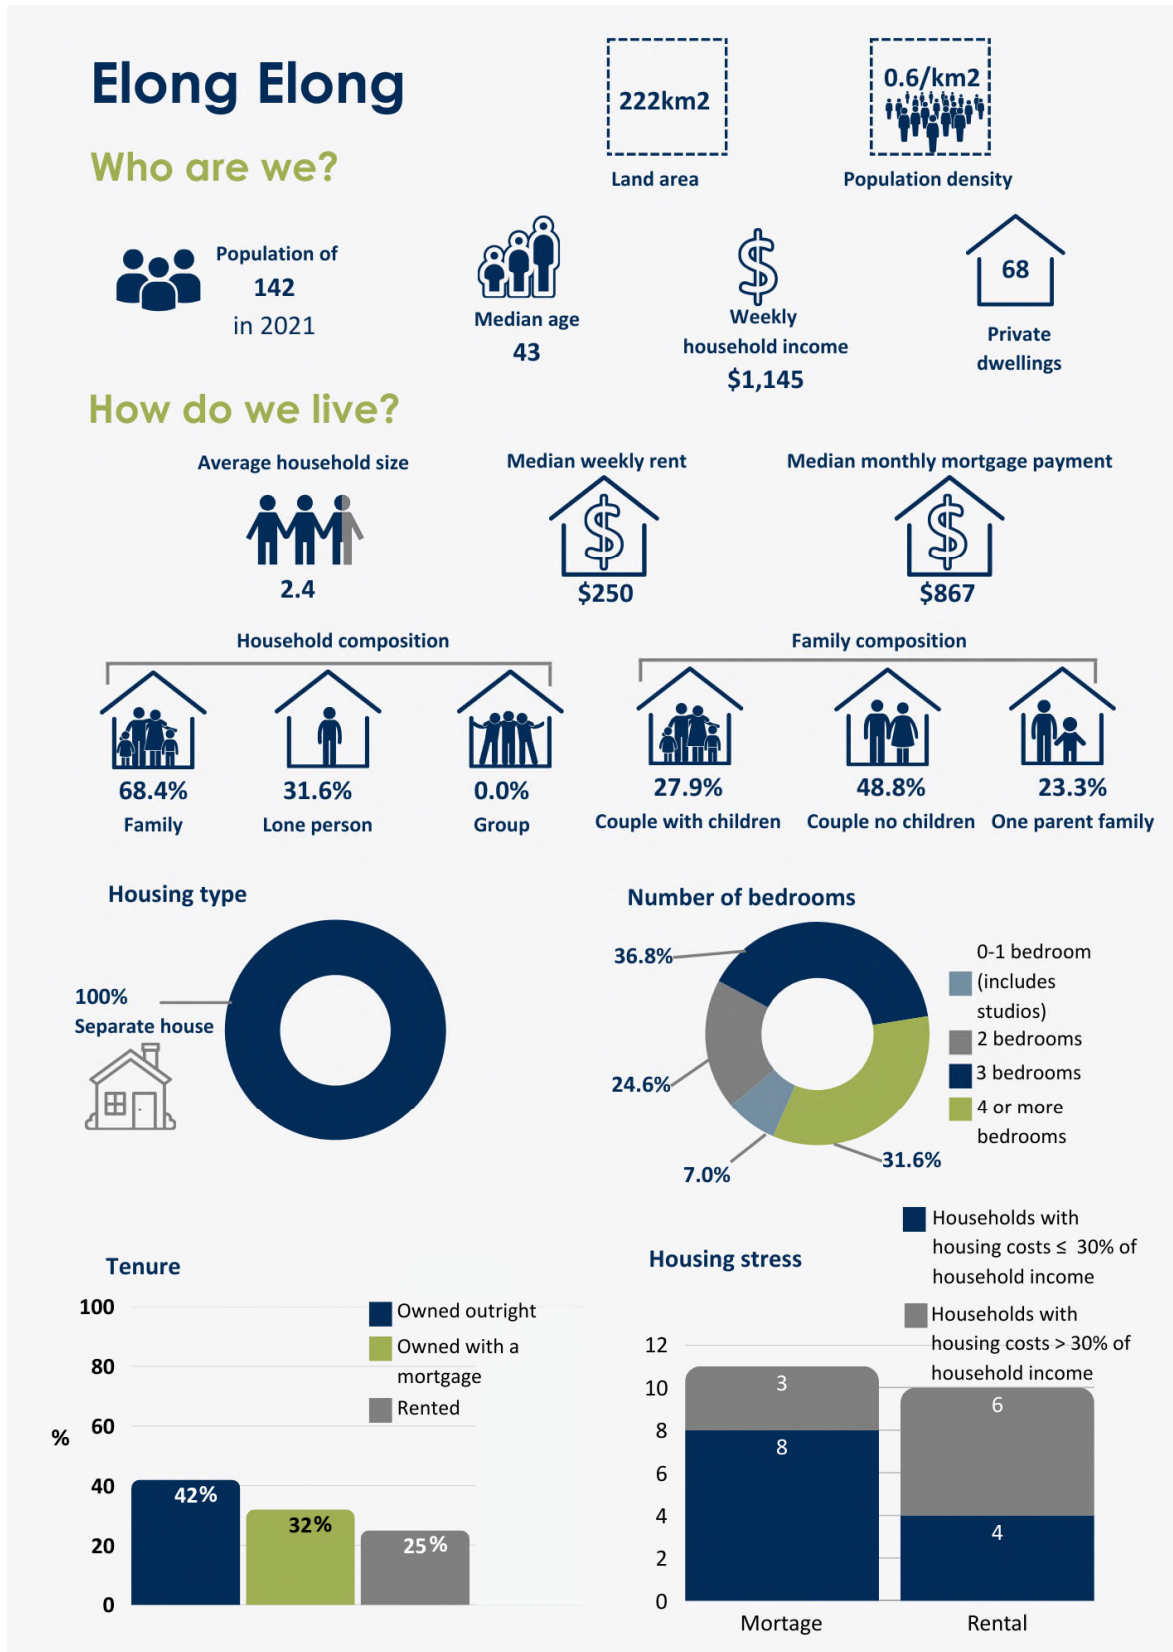 Elong Elong
222km2
Land area
0.6/km2
Population density
Who are we?
Population of
142
in 2021
Median age
43
Weekly
household income
$1,145
68
Private
dwellings
How do we live?
Average household size
2.4
Median weekly rent
$250
Median monthly mortgage payment
$867
Household composition
68.4%
Family
31.6%
Lone person
0.0%
Group
Family composition
27.9%
Couple with children
48.8%
Couple no children
23.3%
One parent family
Housing type
100%
Separate house
Number of bedrooms
36.8%
24.6%
7.0%
31.6%
0-1 bedroom
(includes
studios)
2 bedrooms
3 bedrooms
4 or more
bedrooms
Tenure
100
80
60
40
20
0
%
Owned outright
Owned with a
mortgage
Rented
42%
32%
25%
Housing stress
Households with
housing costs ≤ 30% of
household income
Households with
housing costs > 30% of
household income
12
10
8
6
4
2
0
3
8
6
4
Mortage
Rental